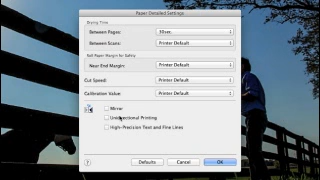 Paper Detailed Settings
Drying Time
Between Pages: 30sec.
Between Scans: Printer Default
Roll Paper Margin for Safety
Near End Margin: Printer Default
Cut Speed: Printer Default
Calibration Value: Printer Default
Mirror
Unidirectional Printing
High-Precision Text and Fine Lines
? Defaults Cancel OK